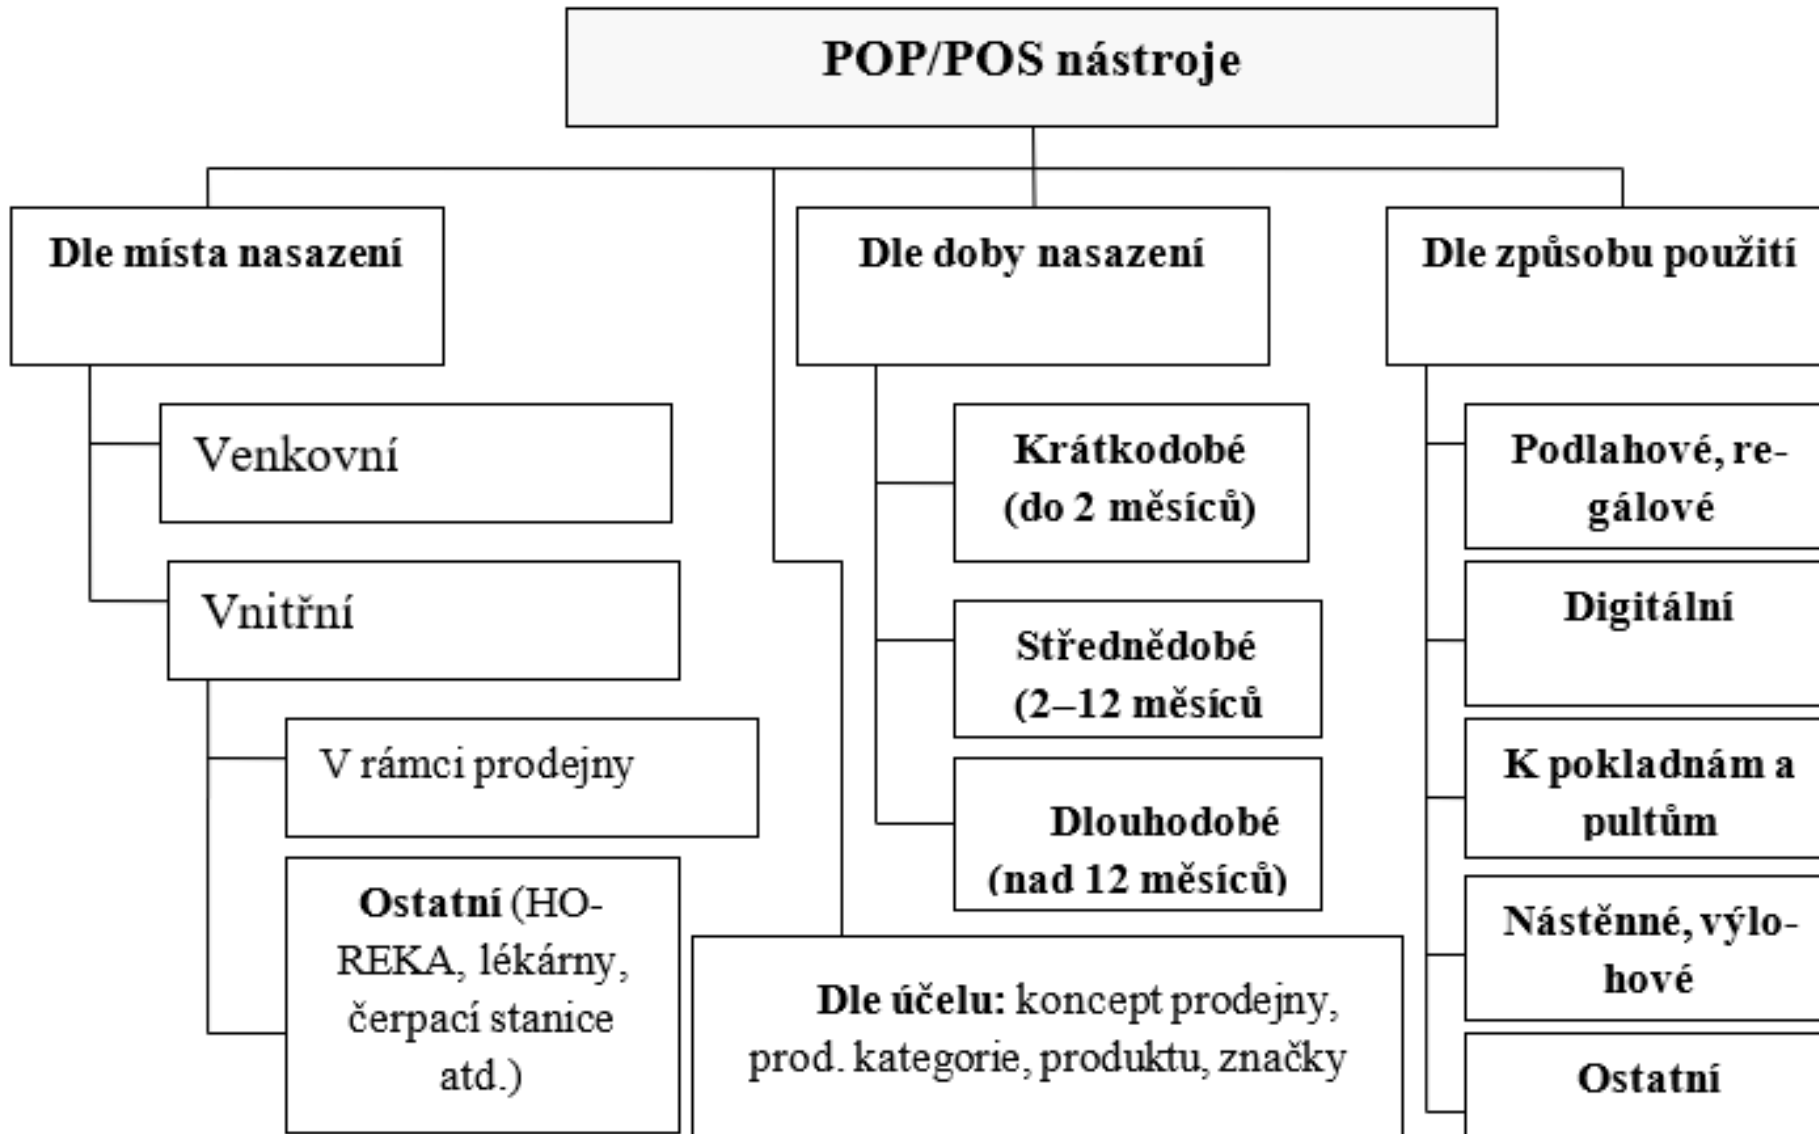 POP/POS nástroje
Dle místa nasazení
Venkovní
Vnitřní
V rámci prodejny
Ostatní (HO-
REKA, lékárny,
čerpací stanice
atd.)
Dle doby nasazení
Krátkodobé
(do 2 měsíců)
Střednědobé
(2–12 měsíců
Dlouhodobé
(nad 12 měsíců)
Dle účelu: koncept prodejny,
prod. kategorie, produktu, značky
Dle způsobu použití
Podlahové, re-
gálové
Digitální
K pokladnám a
pultům
Nástěnné, výlo-
hové
Ostatní